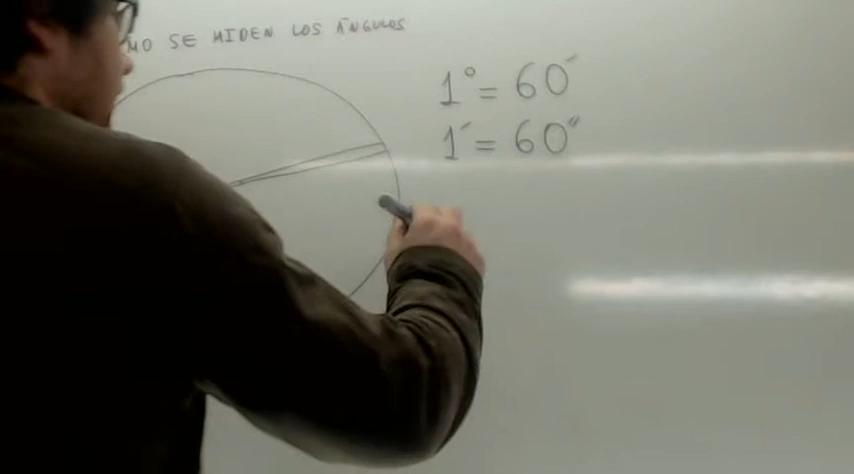 MO SE MIDEN LOS ÁNGULOS
1° = 60´
1´ = 60´´